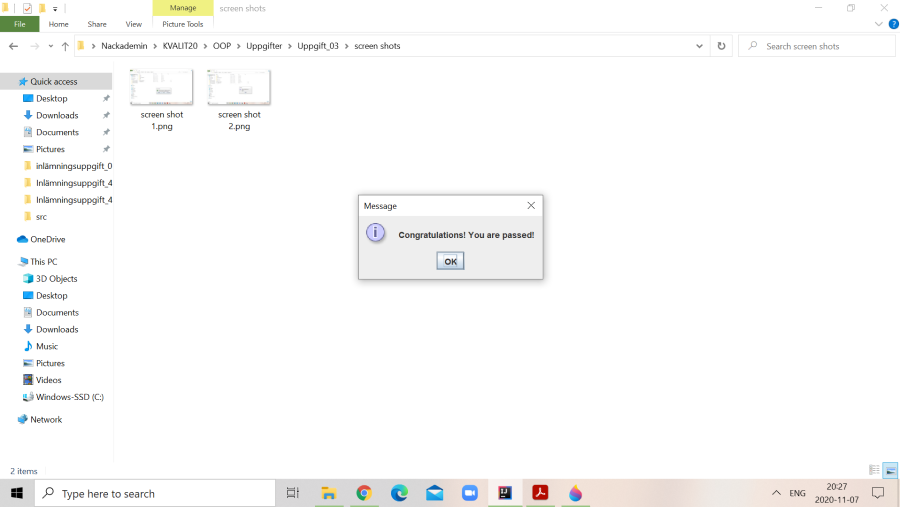 Manage
screen shots
File
Home
Share
View
Picture Tools
Nackademin
KVALIT20
OOP
Uppgifter
Uppgift_03
screen shots
Search screen shots
Quick access
Desktop
Downloads
Documents
Pictures
inlämningsuppgift_0
Inlämningsuppgift_4
Inlämningsuppgift_4
src
OneDrive
This PC
3D Objects
Desktop
Documents
Downloads
Music
Pictures
Videos
Windows-SSD (C:)
Network
screen shot
1.png
screen shot
2.png
Message
Congratulations! You are passed!
OK
2 items
Type here to search
ENG
20:27
2020-11-07